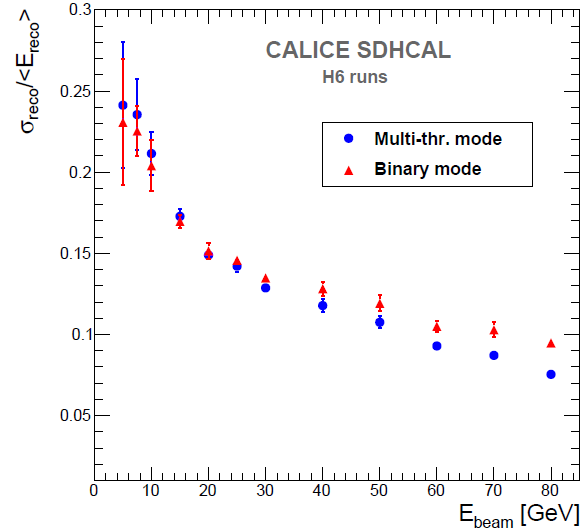 0.3
0.25
0.2
0.15
0.1
0.05
σreco/<Ereco>
CALICE SDHCAL
H6 runs
Multi-thr. mode
Binary mode
0 10 20 30 40 50 60 70 80
Ebeam [GeV]